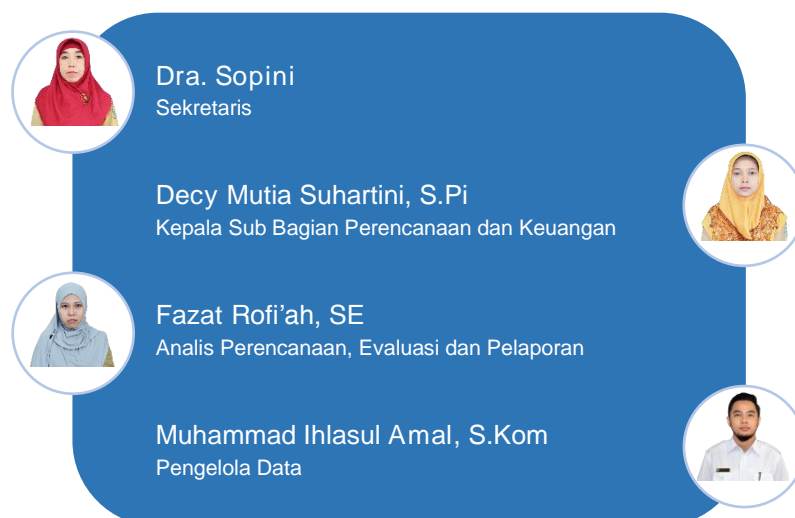 Dra. Sopini
Sekretaris
Decy Mutia Suhartini, S.Pi
Kepala Sub Bagian Perencanaan dan Keuangan
Fazat Rofi’ah, SE
Analis Perencanaan, Evaluasi dan Pelaporan
Muhammad Ihlasul Amal, S.Kom
Pengelola Data